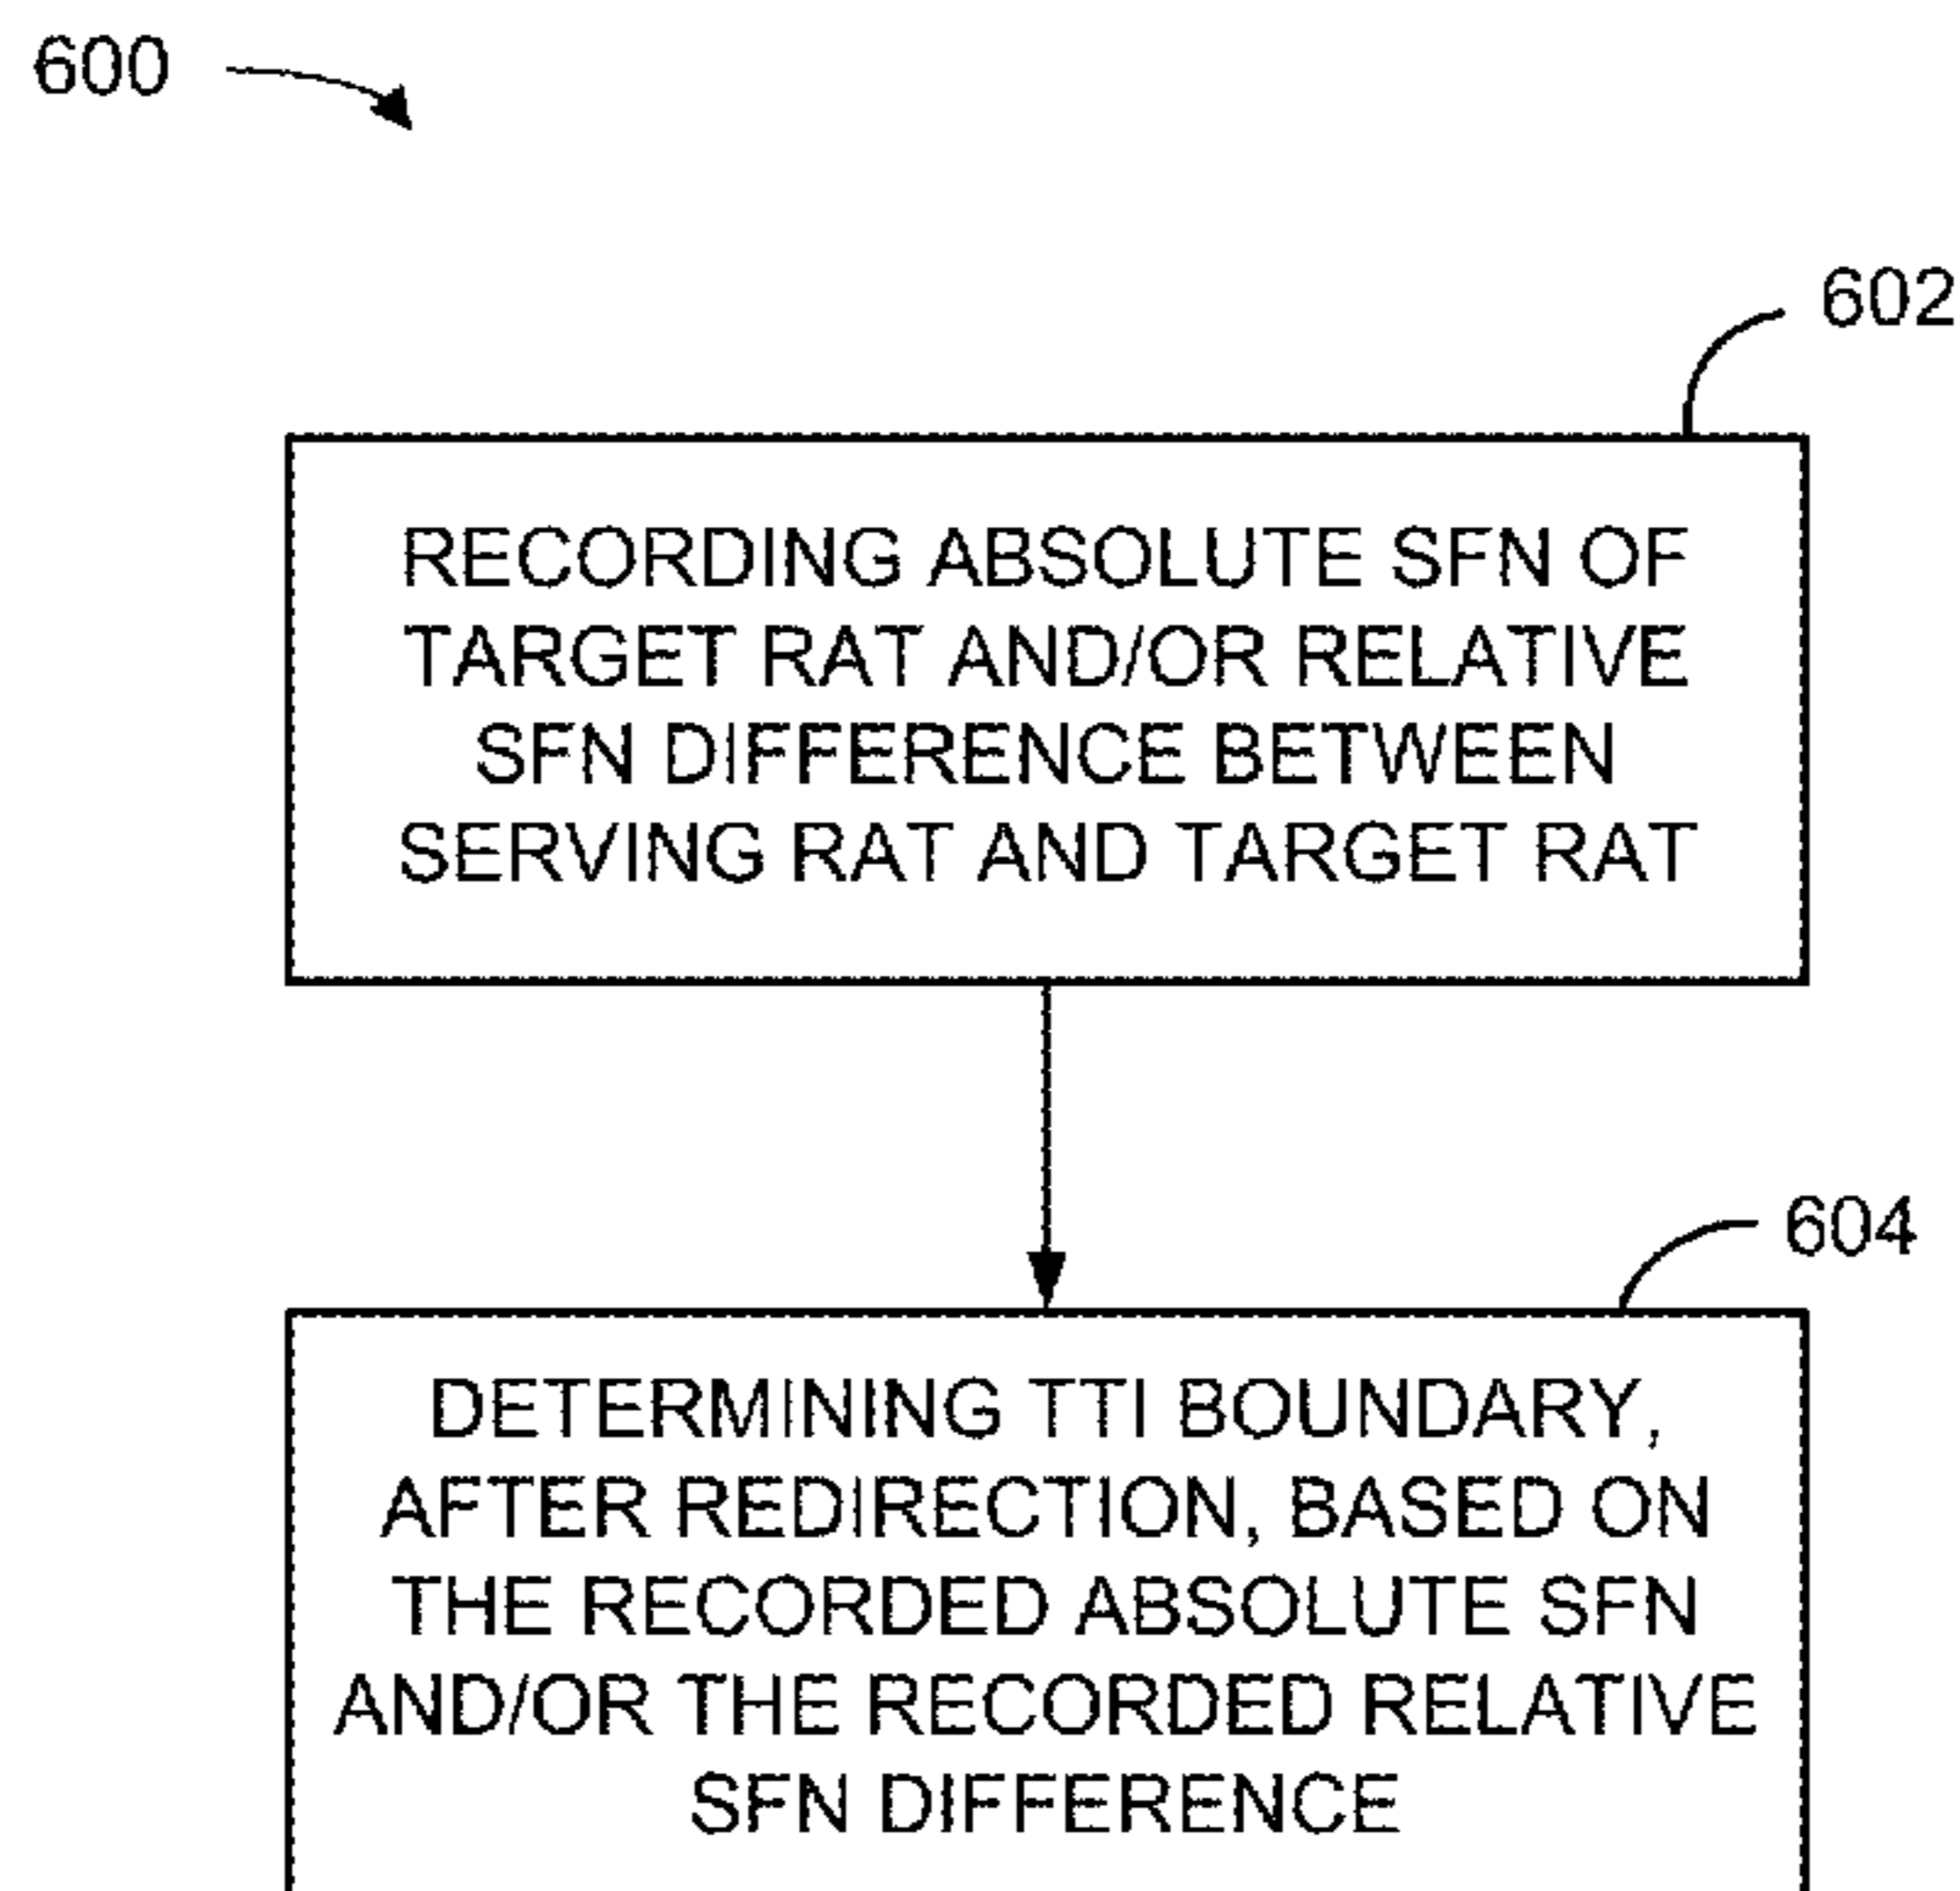 600
602
RECORDING ABSOLUTE SFN OF
TARGET RAT AND/OR RELATIVE
SFN DIFFERENCE BETWEEN
SERVING RAT AND TARGET RAT
604
DETERMINING TTI BOUNDARY,
AFTER REDIRECTION, BASED ON
THE RECORDED ABSOLUTE SFN
AND/OR THE RECORDED RELATIVE
SFN DIFFERENCE